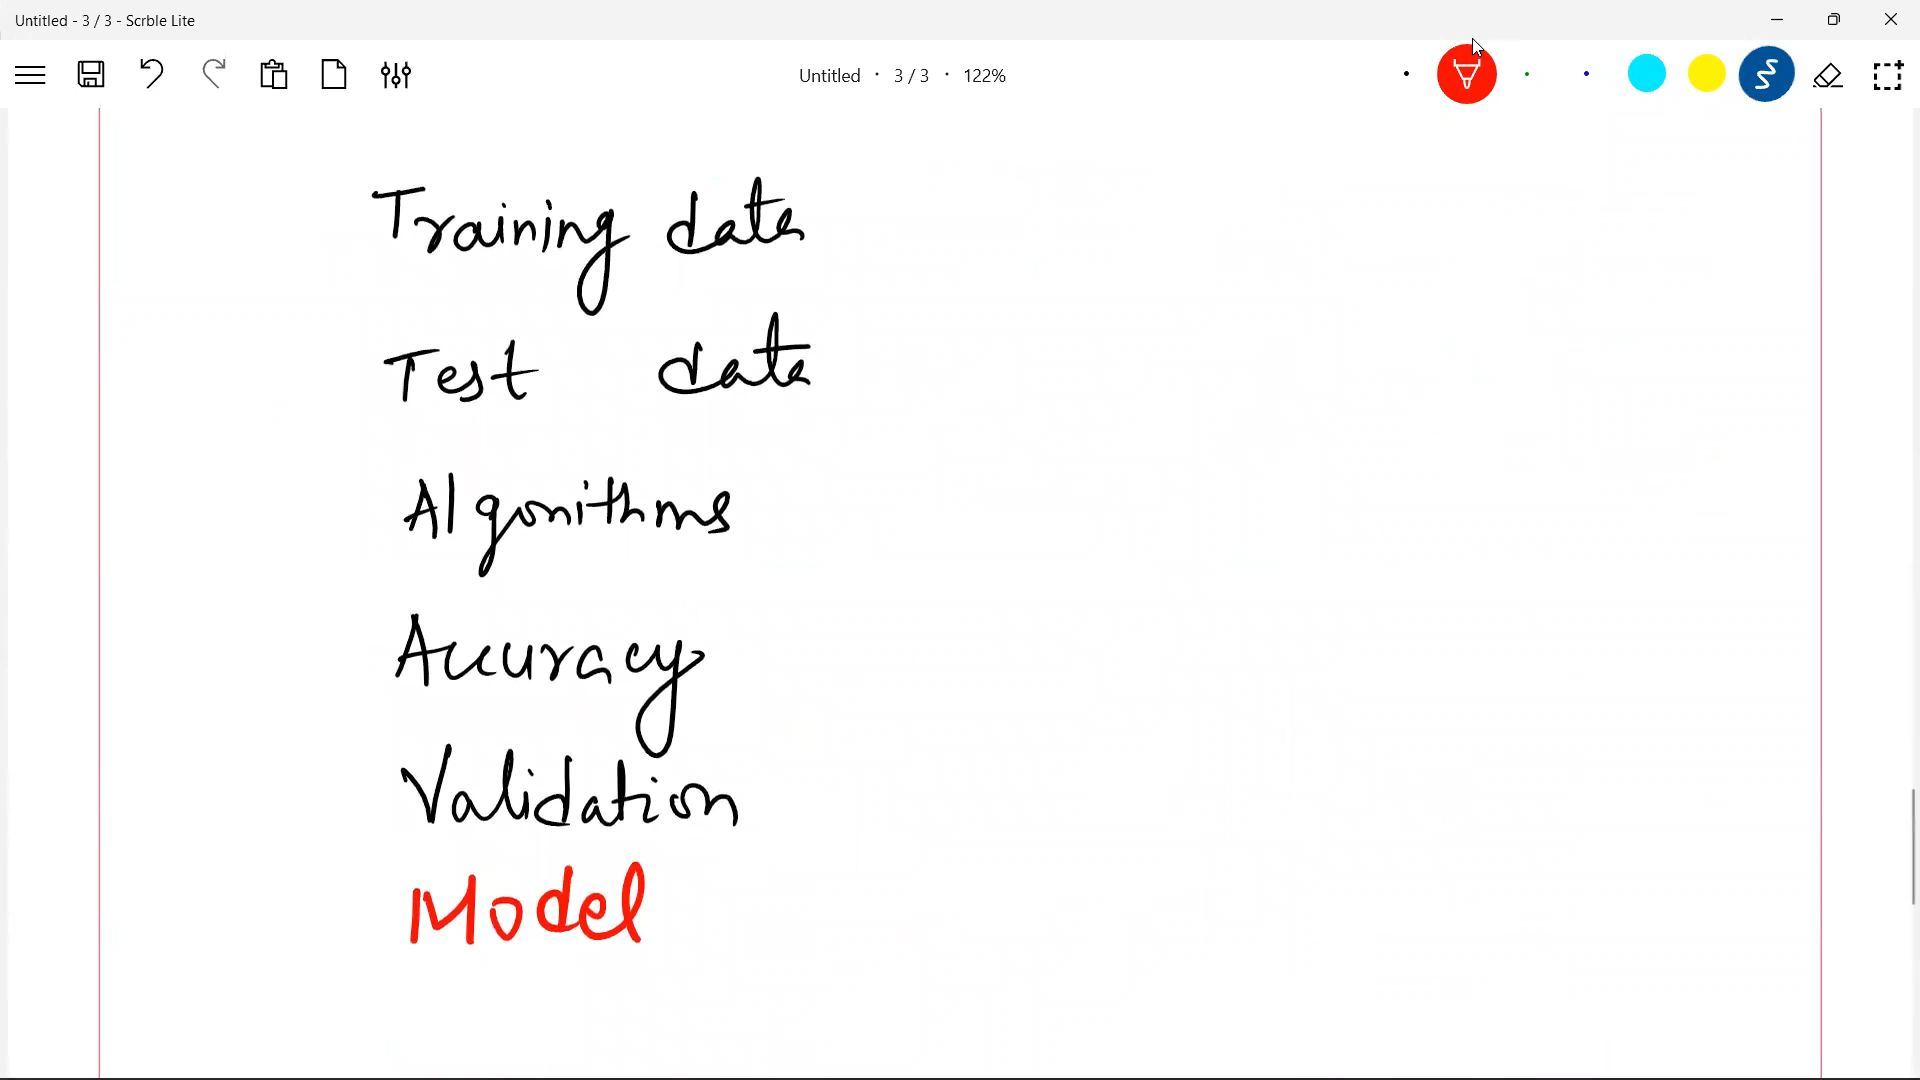 Untitled - 3 / 3 - Scrble Lite
Untitled · 3 / 3 · 122%
Training data
Test data
Algorithms
Accuracy
Validation
Model